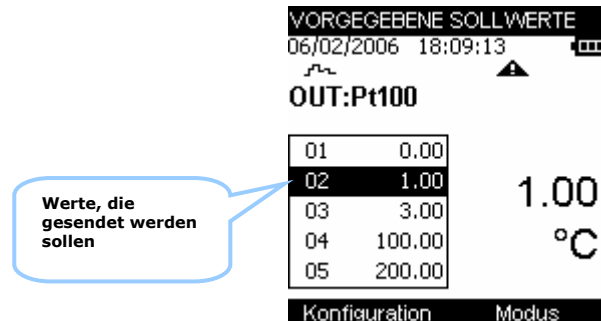 VORGEGEBENE SOLLWERTE
06/02/2006 18:09:13
OUT:Pt100
01 0.00
02 1.00
03 3.00
04 100.00
05 200.00
1.00
°C
Werte, die
gesendet werden
sollen
Konfiguration Modus